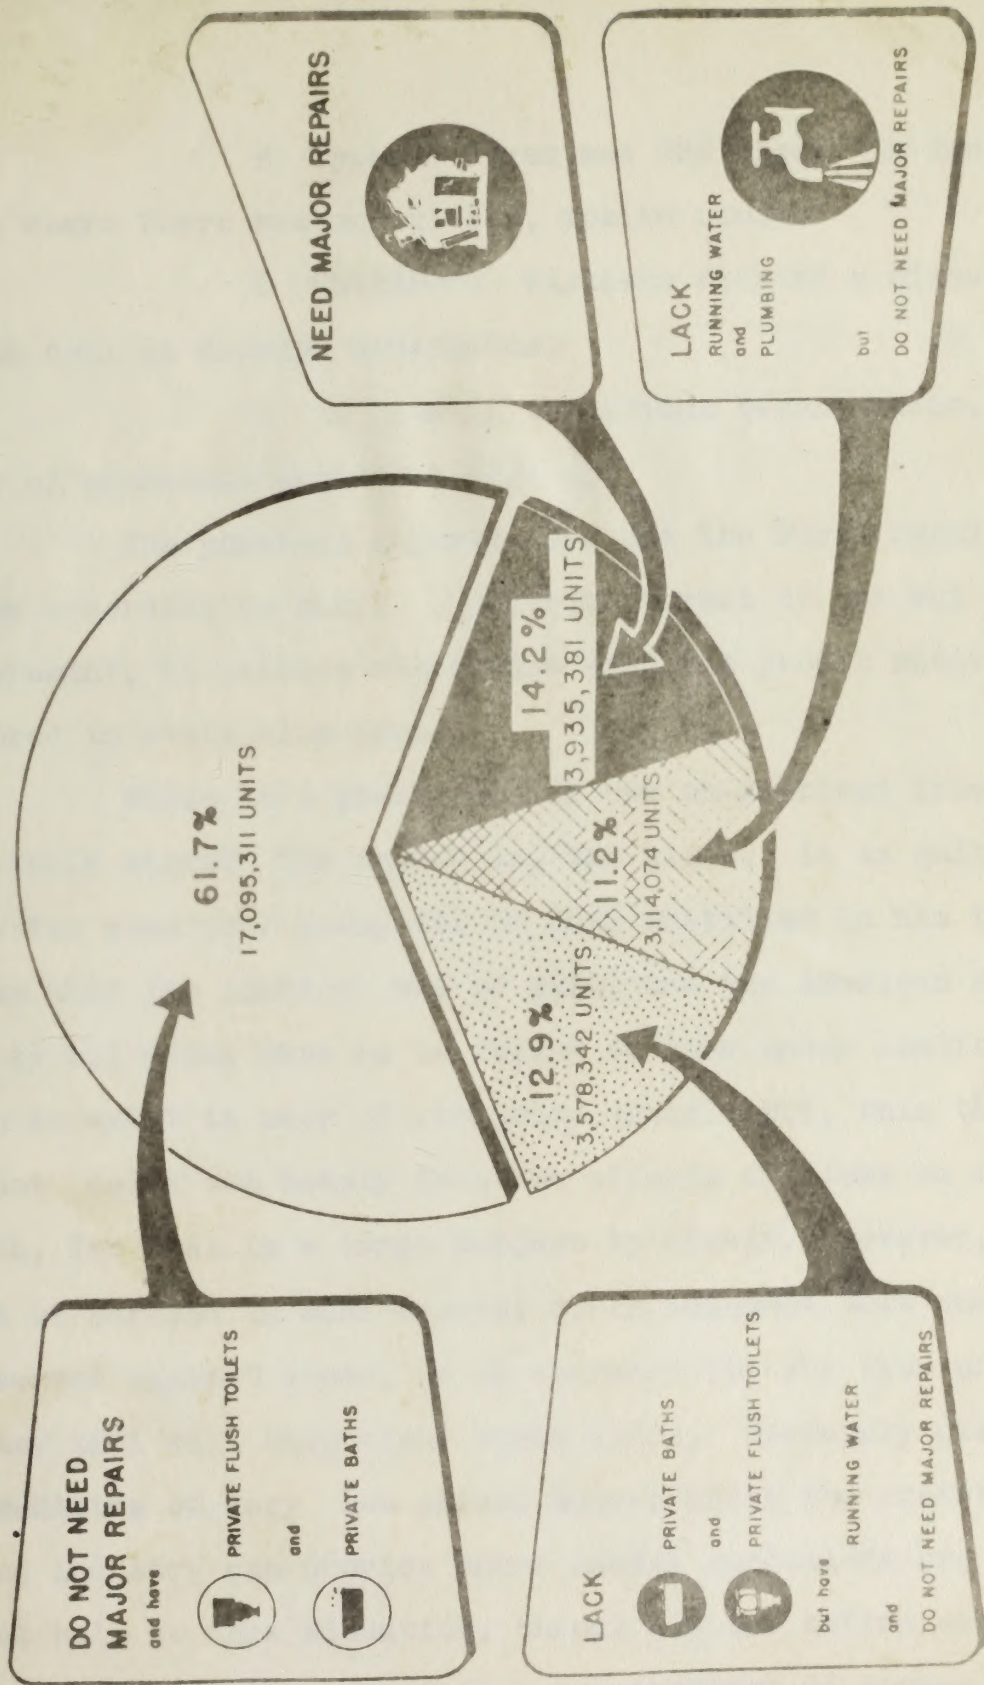 DO NOT NEED
MAJOR REPAIRS
and have
PRIVATE FLUSH TOILETS
and
PRIVATE BATHS
61.7%
17,095,311 UNITS
NEED MAJOR REPAIRS
14.2%
3,935,381 UNITS
LACK
PRIVATE BATHS
and
PRIVATE FLUSH TOILETS
but have
RUNNING WATER
and
DO NOT NEED MAJOR REPAIRS
12.9%
3,578,342 UNITS
11.2%
3,114,074 UNITS
LACK
RUNNING WATER
and
PLUMBING
but
DO NOT NEED MAJOR REPAIRS